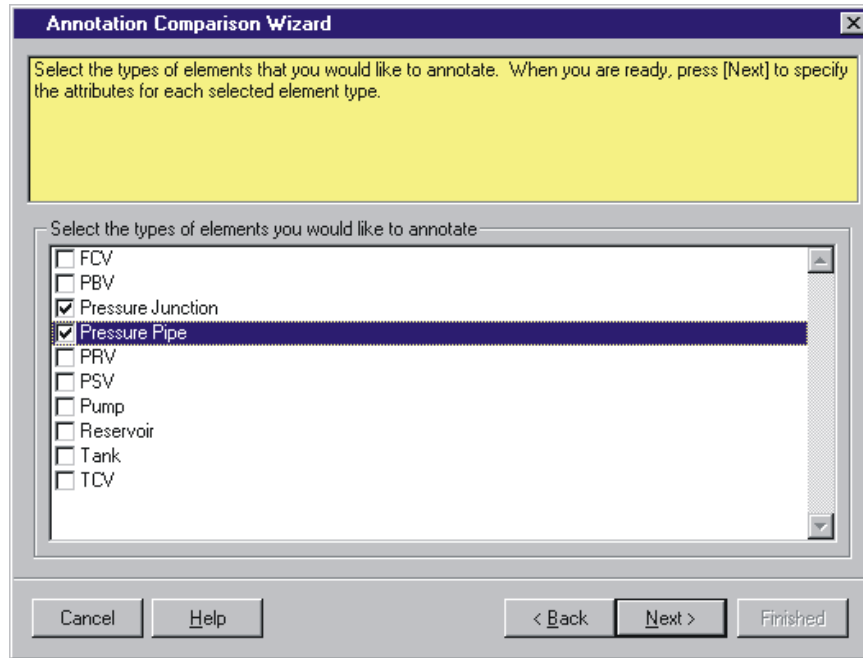 Annotation Comparison Wizard
Select the types of elements that you would like to annotate.  When you are ready, press [Next] to specify
the attributes for each selected element type.
Select the types of elements you would like to annotate
FCV
PBV
Pressure Junction
Pressure Pipe
PRV
PSV
Pump
Reservoir
Tank
TCV
Cancel
Help
< Back
Next >
Finished